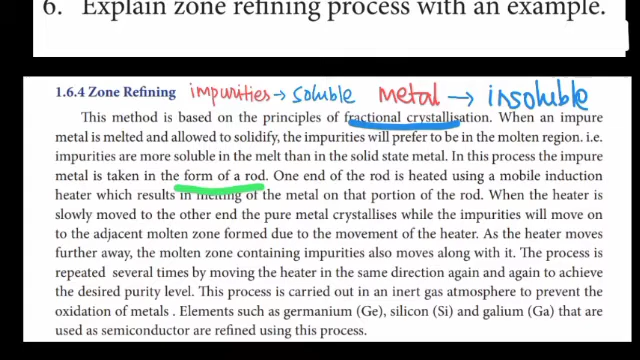 6. Explain zone refining process with an example.
1.6.4 Zone Refining impurities → soluble metal → insoluble
This method is based on the principles of fractional crystallisation. When an impure
metal is melted and allowed to solidify, the impurities will prefer to be in the molten region. i.e.
impurities are more soluble in the melt than in the solid state metal. In this process the impure
metal is taken in the form of a rod. One end of the rod is heated using a mobile induction
heater which results in melting of the metal on that portion of the rod. When the heater is
slowly moved to the other end the pure metal crystallises while the impurities will move on
to the adjacent molten zone formed due to the movement of the heater. As the heater moves
further away, the molten zone containing impurities also moves along with it. The process is
repeated several times by moving the heater in the same direction again and again to achieve
the desired purity level. This process is carried out in an inert gas atmosphere to prevent the
oxidation of metals . Elements such as germanium (Ge), silicon (Si) and galium (Ga) that are
used as semiconductor are refined using this process.